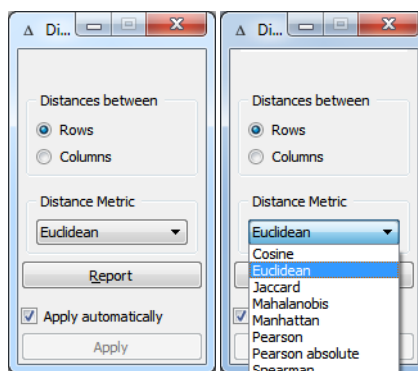 Δ Di...
Distances between
Rows
Columns
Distance Metric
Euclidean
Report
Apply automatically
Apply
Δ Di...
Distances between
Rows
Columns
Distance Metric
Euclidean
Cosine
Euclidean
Jaccard
Mahalanobis
Manhattan
Pearson
Pearson absolute
Spearman